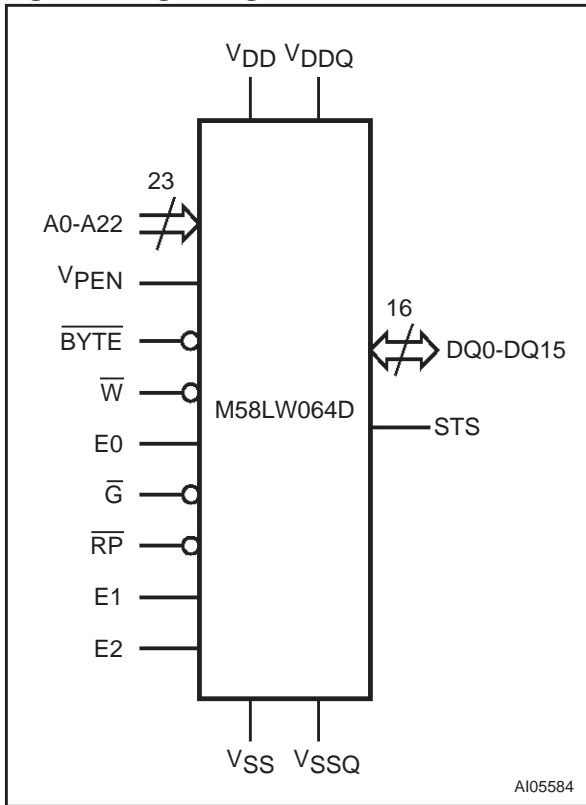 VDD VDDQ
23
A0-A22
VPEN
16
BYTE
DQ0-DQ15
W
M58LW064D
STS
E0
G
RP
E1
E2
VSS VSSQ
AI05584